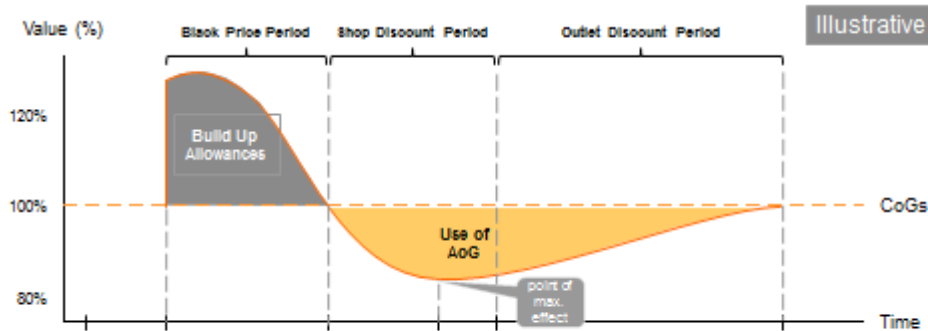 Value (%)
Black Price Period
Shop Discount Period
Outlet Discount Period
Illustrative
120%
Build Up
Allowances
100%
CoGs
Use of
AoG
80%
point of
max.
effect
Time